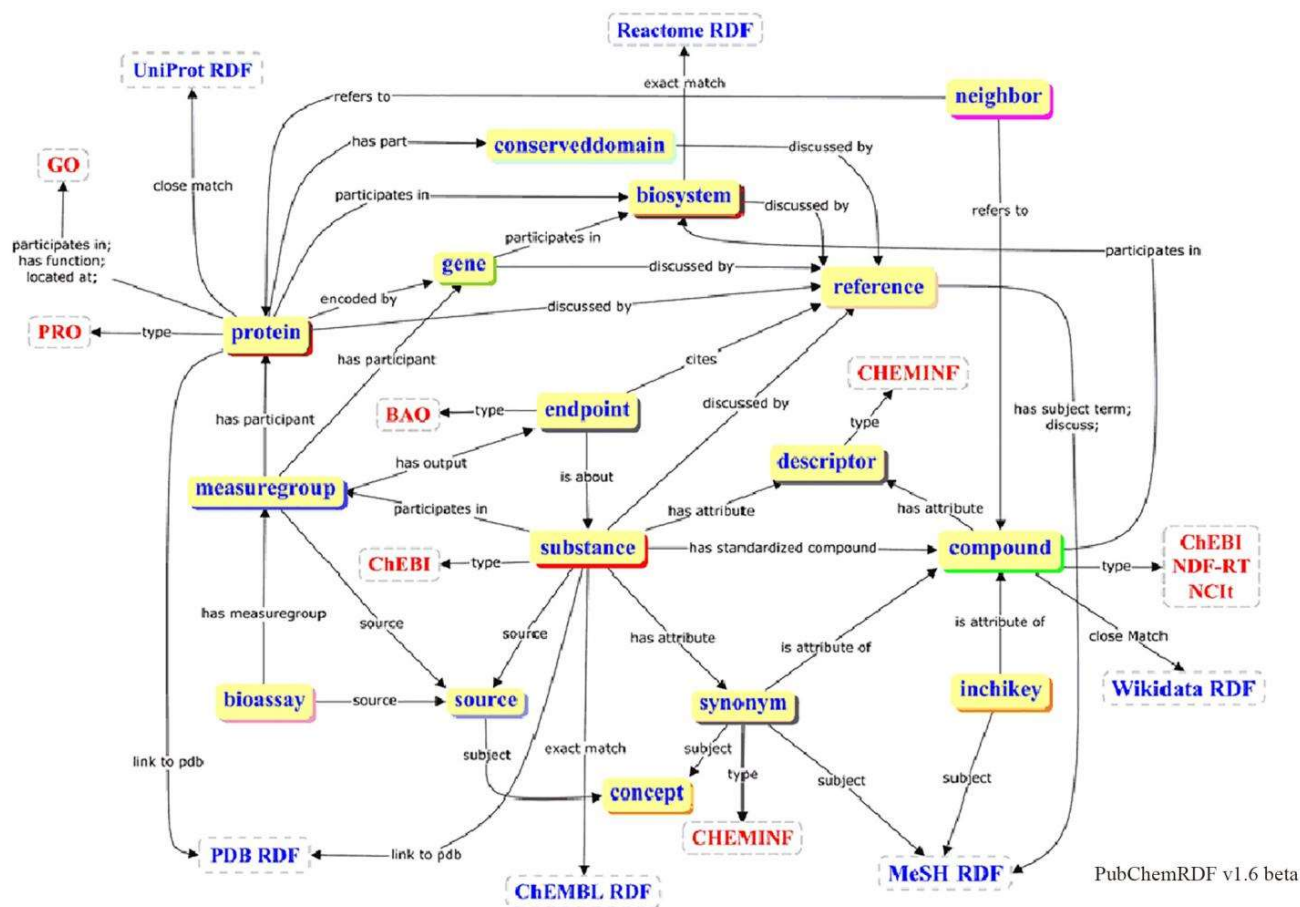 Reactome RDF
UniProt RDF
exact match
refers to
neighbor
has part
conserveddomain
discussed by
GO
close match
participates in
biosystem
discussed by
refers to
participates in;
has function;
located at;
participates in
participates in
gene
discussed by
reference
encoded by
discussed by
PRO
type
protein
has participant
cites
CHEMINF
BAO
type
endpoint
discussed by
type
has subject term;
discuss;
has participant
has output
is about
descriptor
measuregroup
participates in
has attribute
has attribute
ChEBI
type
substance
has standardized compound
compound
type
ChEBI
NDF-RT
NCIt
has measuregroup
source
source
has attribute
is attribute of
is attribute of
close Match
bioassay
source
source
synonym
inchikey
Wikidata RDF
link to pdb
subject
exact match
subject
type
subject
subject
concept
CHEMINF
PDB RDF
link to pdb
ChEMBL RDF
MeSH RDF
PubChemRDF v1.6 beta